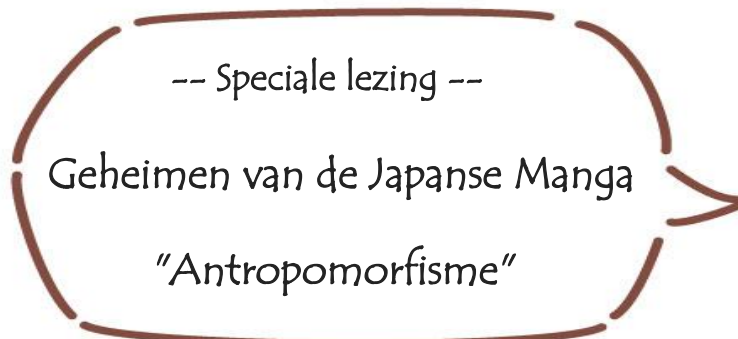 -- Speciale lezing --
Geheimen van de Japanse Manga
"Antropomorfisme"